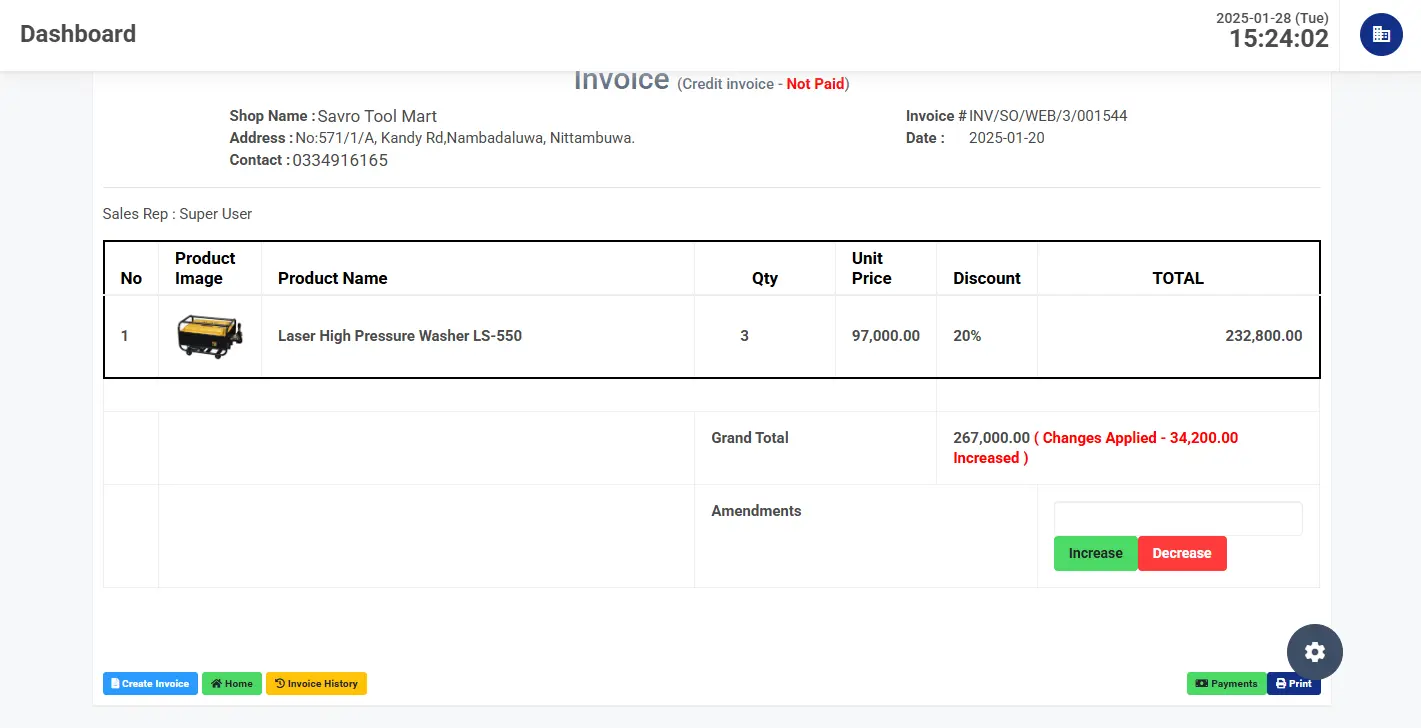 Dashboard
2025-01-28 (Tue)
15:24:02
Invoice (Credit invoice - Not Paid)
Shop Name : Savro Tool Mart
Address : No:571/1/A, Kandy Rd,Nambadaluwa, Nittambuwa.
Contact : 0334916165
Invoice # INV/SO/WEB/3/001544
Date : 2025-01-20
Sales Rep : Super User
No Product Image Product Name Qty Unit Price Discount TOTAL
1 Laser High Pressure Washer LS-550 3 97,000.00 20% 232,800.00
Grand Total 267,000.00 ( Changes Applied - 34,200.00
Increased )
Amendments
Increase Decrease
Create Invoice Home Invoice History Payments Print